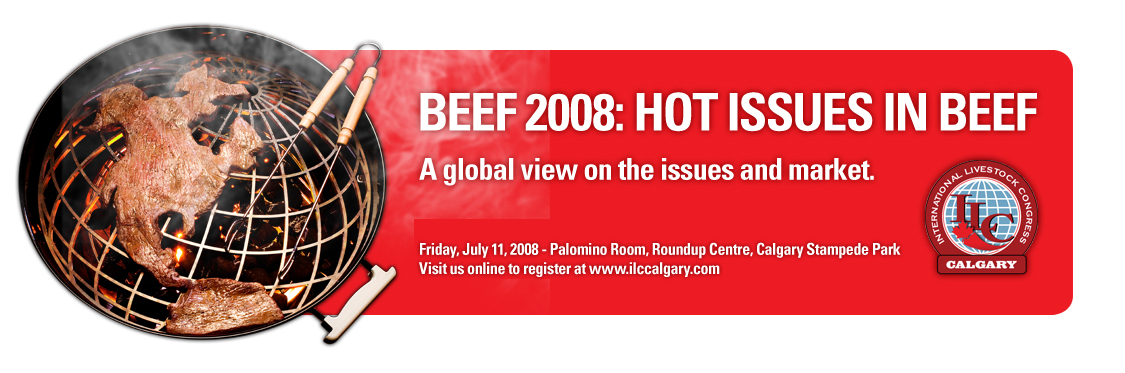 BEEF 2008: HOT ISSUES IN BEEF
A global view on the issues and market.
Friday, July 11, 2008 - Palomino Room, Roundup Centre, Calgary Stampede Park
Visit us online to register at www.ilccalgary.com
INTERNATIONAL LIVESTOCK CONGRESS
ILC
CALGARY